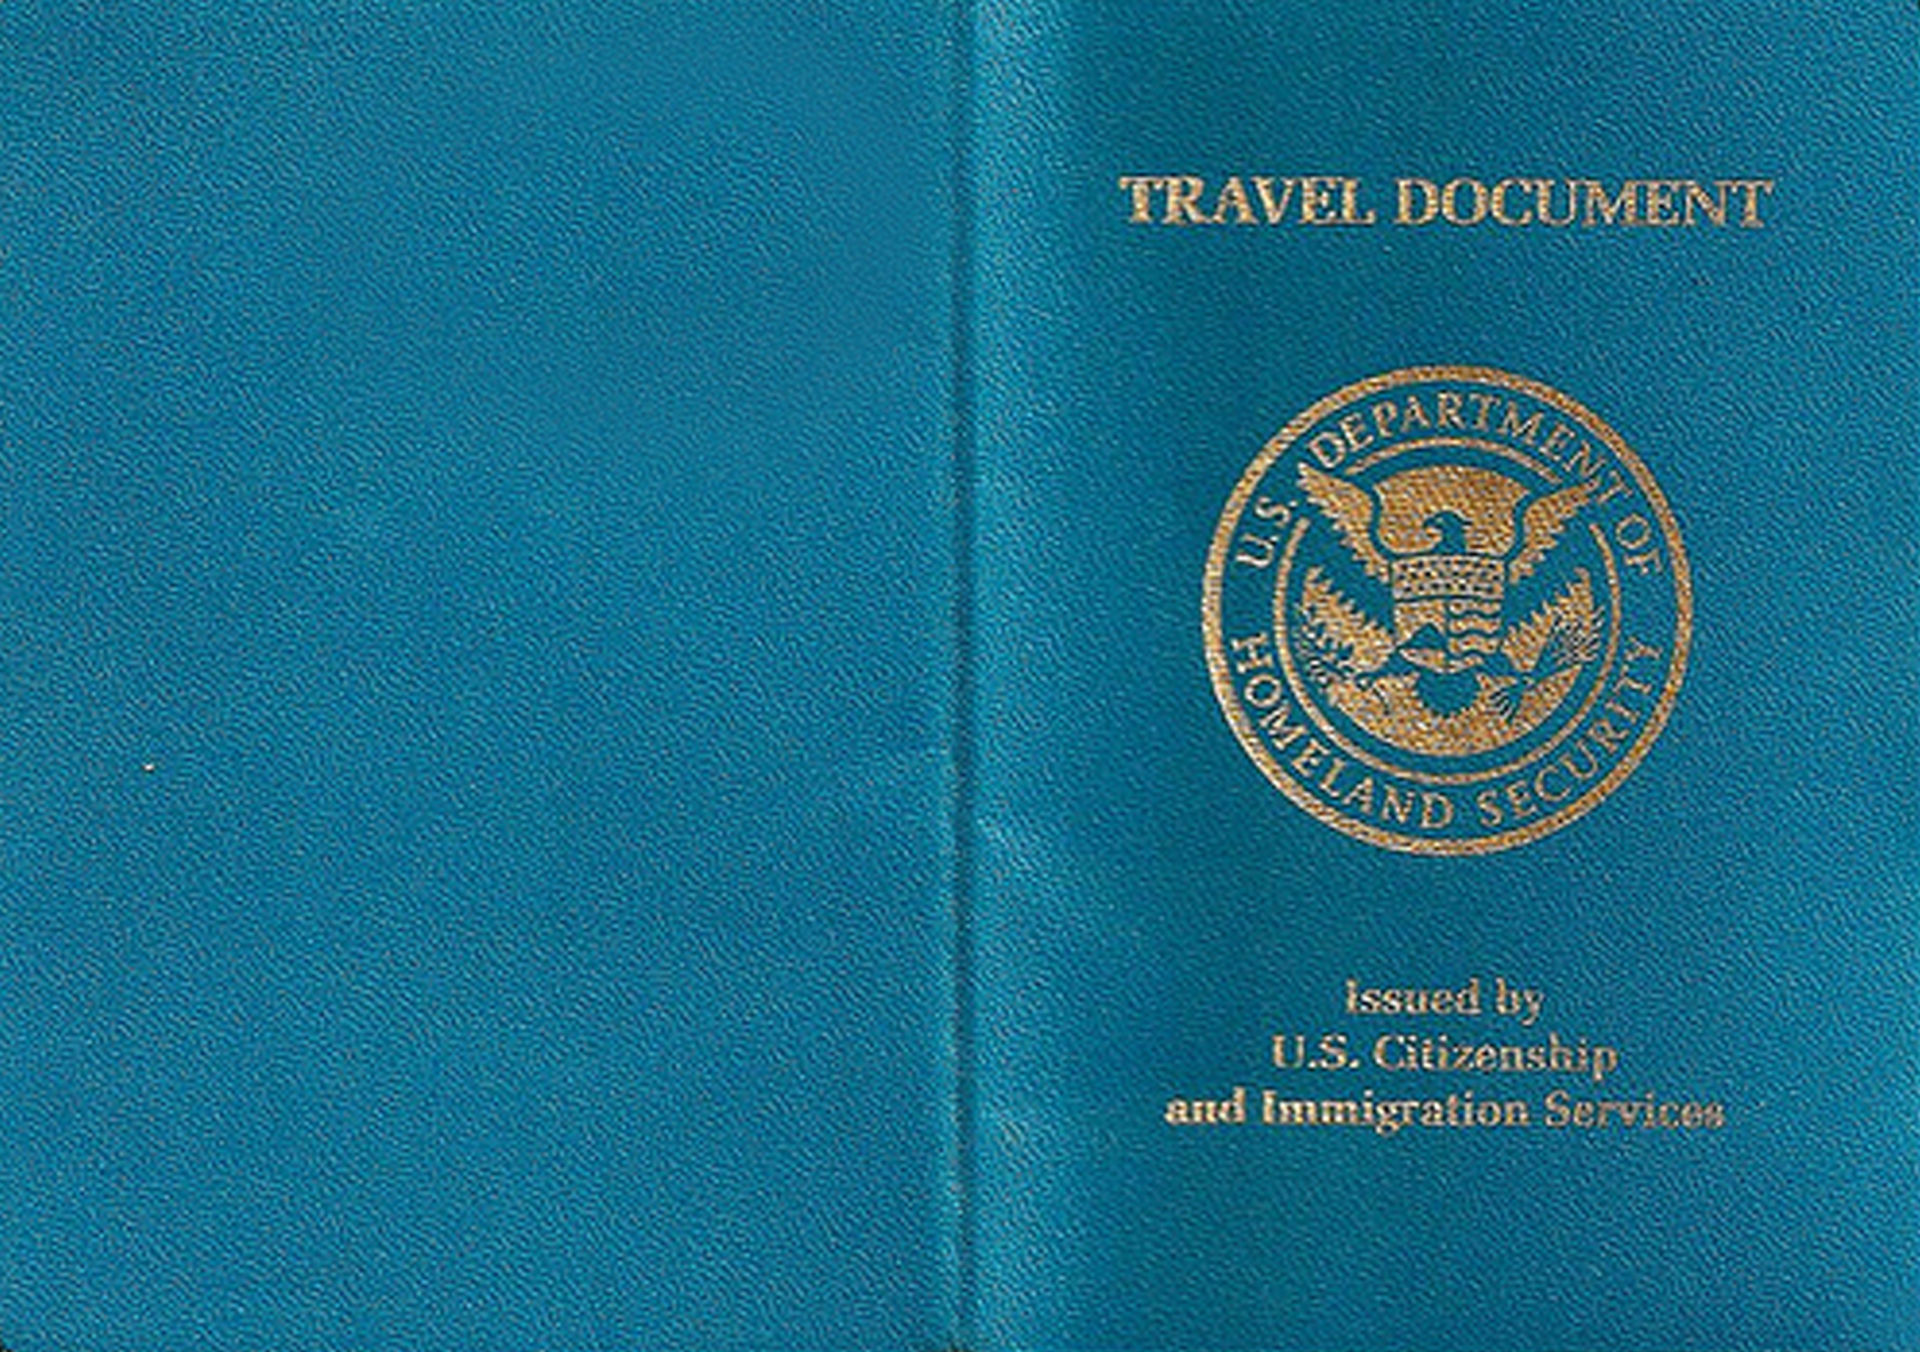 TRAVEL DOCUMENT
U.S. DEPARTMENT OF
HOMELAND SECURITY
Issued by
U.S. Citizenship
and Immigration Services